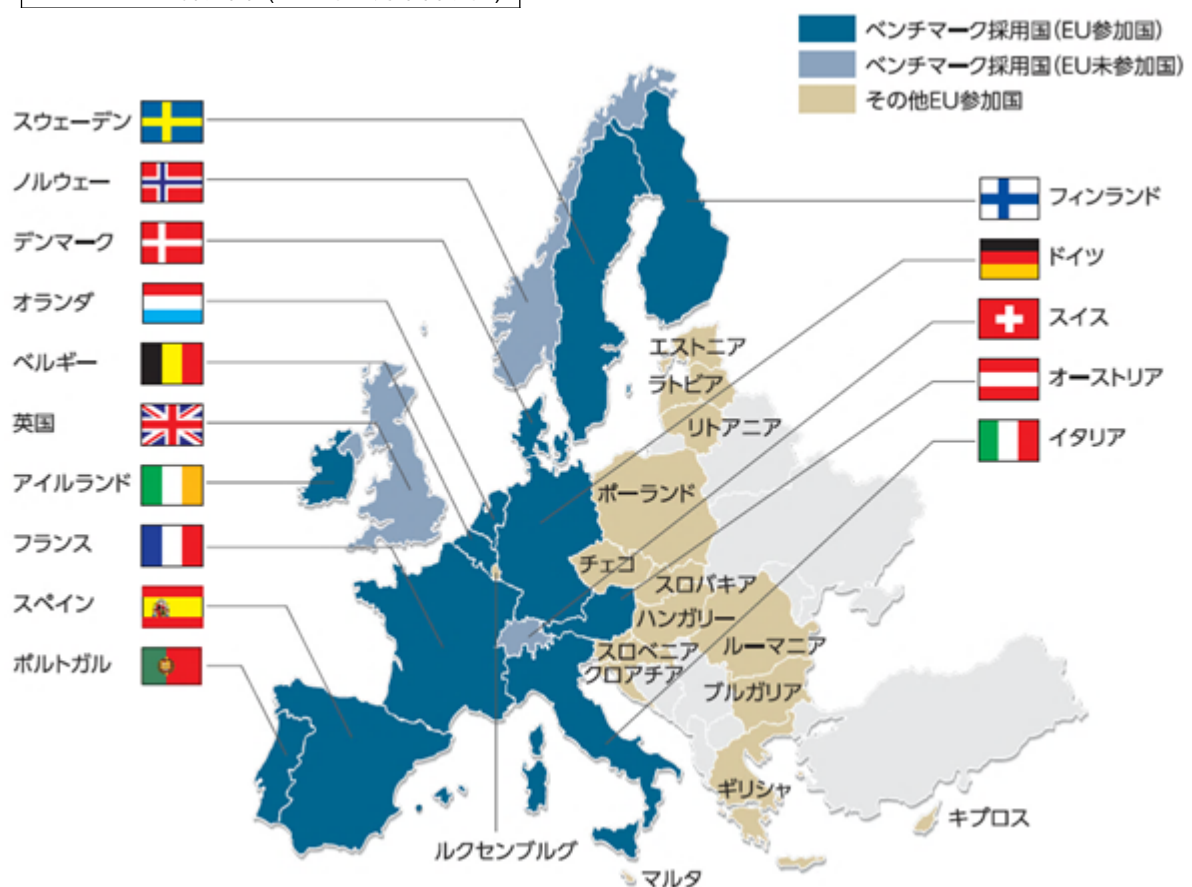 ベンチマーク採用国(EU参加国)
ベンチマーク採用国(EU未参加国)
その他EU参加国
スウェーデン
ノルウェー
デンマーク
オランダ
ベルギー
英国
アイルランド
フランス
スペイン
ポルトガル
フィンランド
ドイツ
スイス
オーストリア
イタリア
エストニア
ラトビア
リトアニア
ポーランド
チェコ
スロバキア
ハンガリー
スロベニア
ルーマニア
クロアチア
ブルガリア
ギリシャ
キプロス
ルクセンブルグ
マルタ